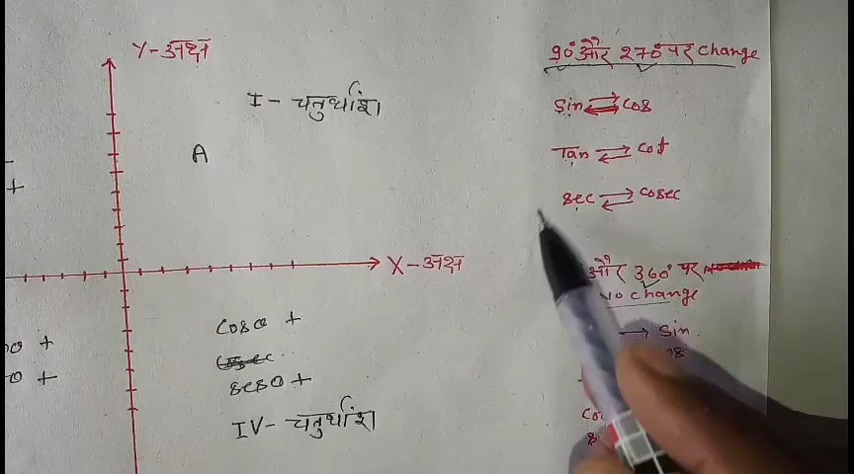 Y-अक्ष
I - चतुर्थांश
A
+
X-अक्ष
cosθ +
secθ +
IV - चतुर्थांश
θ +
θ +
90° और 270° पर change
Sin ⇄ cos
Tan ⇄ cot
sec ⇄ cosec
और 360° पर
No change
→ Sin